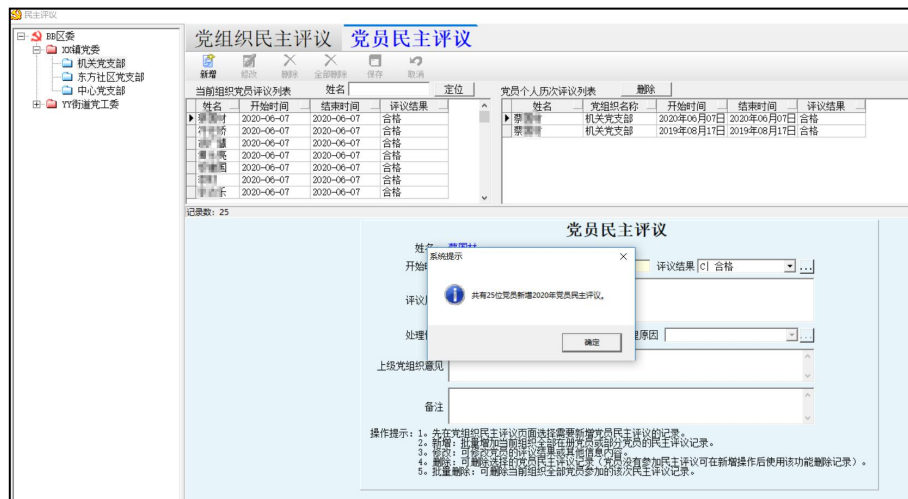 民主评议
BB区委
XX镇党委
机关党支部
东方社区党支部
中心党支部
YY街道党工委
党组织民主评议 党员民主评议
新增 修改 删除 全部删除 保存 取消
当前组织党员评议列表 姓名 定位 党员个人历次评议列表 删除
姓名 开始时间 结束时间 评议结果
2020-06-07 2020-06-07 合格
2020-06-07 2020-06-07 合格
2020-06-07 2020-06-07 合格
亮 2020-06-07 2020-06-07 合格
国 2020-06-07 2020-06-07 合格
2020-06-07 2020-06-07 合格
乐 2020-06-07 2020-06-07 合格
姓名 党组织名称 开始时间 结束时间 评议结果
蔡 机关党支部 2020年06月07日 2020年06月07日 合格
蔡 机关党支部 2019年08月17日 2019年08月17日 合格
记录数: 25
党员民主评议
姓名
开始 评议结果 C| 合格 ...
评议
处理 原因 ...
上级党组织意见
备注
系统提示 ×
共有25位党员新增2020年党员民主评议。
确定
操作提示：1。先在党组织民主评议页面选择需要新增党员民主评议的记录。
2。新增：批量增加当前组织全部在册党员或部分党员的民主评议记录。
3。修改：可修改党员的评议结果或其他信息内容。
4。删除：可删除选择的党员民主评议记录（党员没有参加民主评议可在新增操作后使用该功能删除记录）。
5。批量删除：可删除当前组织全部党员参加的该次民主评议记录。